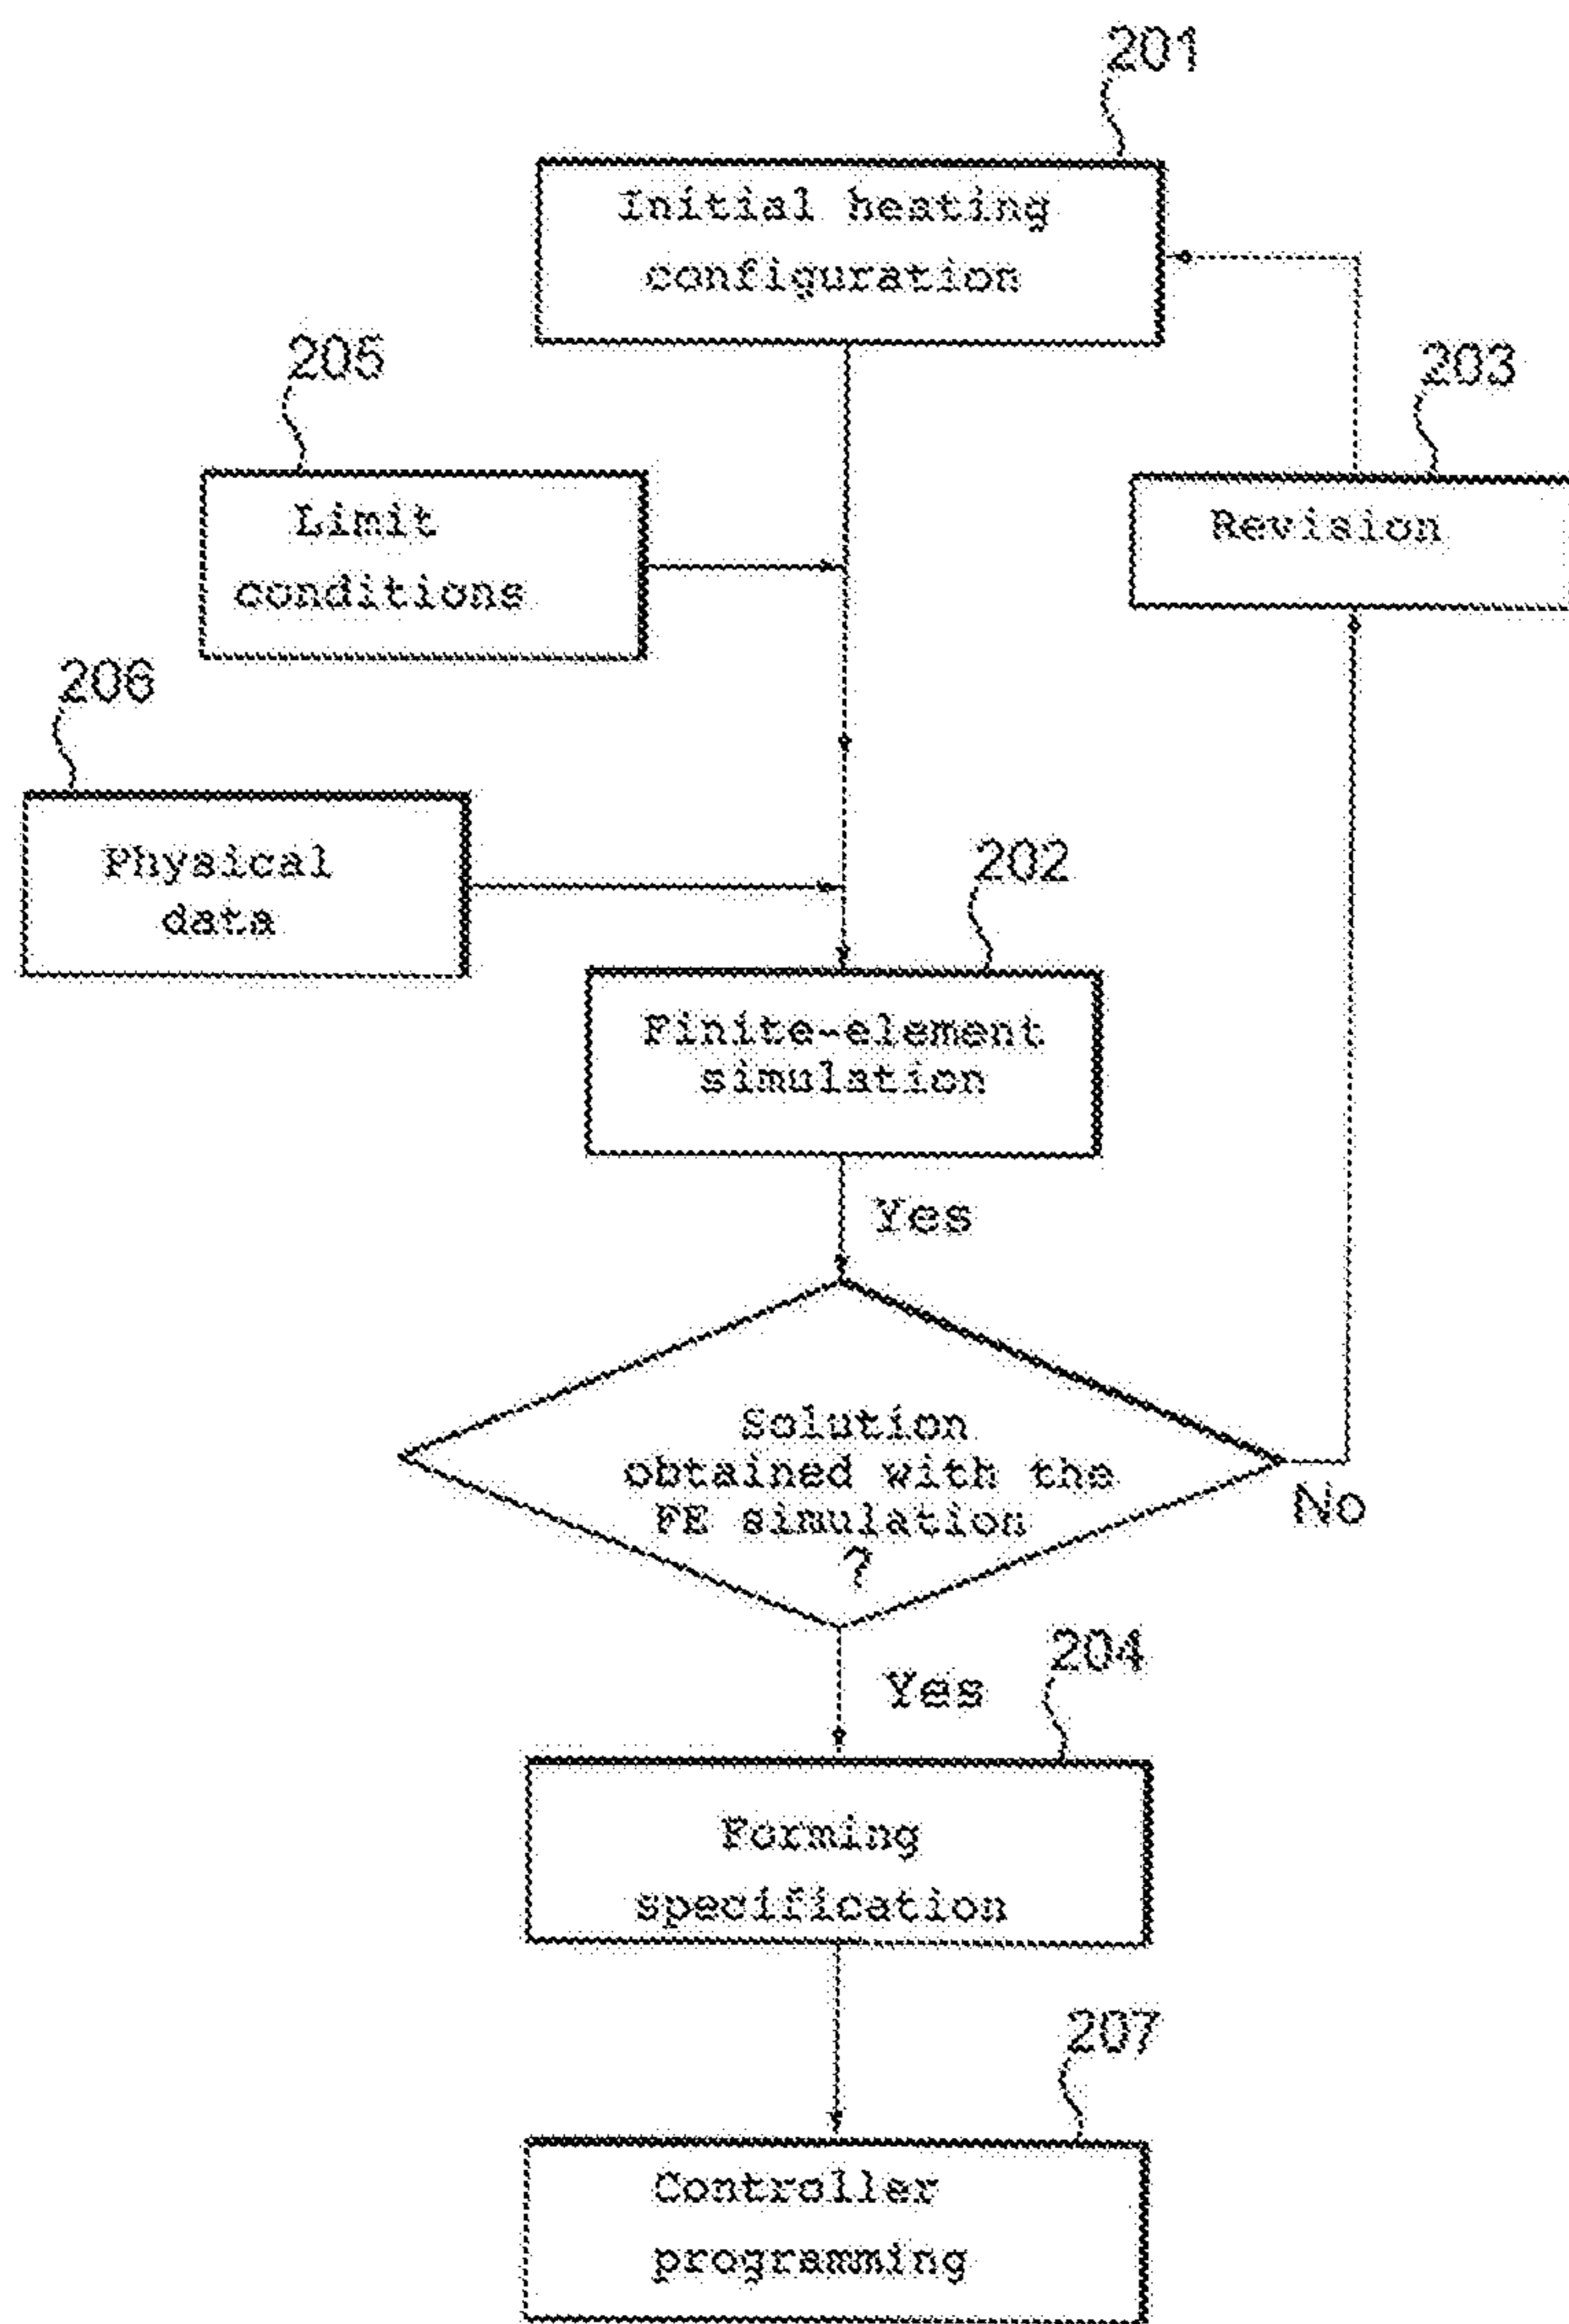 201
Initial heating
configuration
205
Limit
conditions
203
Revision
206
Physical
data
202
Finite-element
simulation
Yes
Solution
obtained with the
FE simulation
?
No
Yes
204
Forming
specification
207
Controller
programming